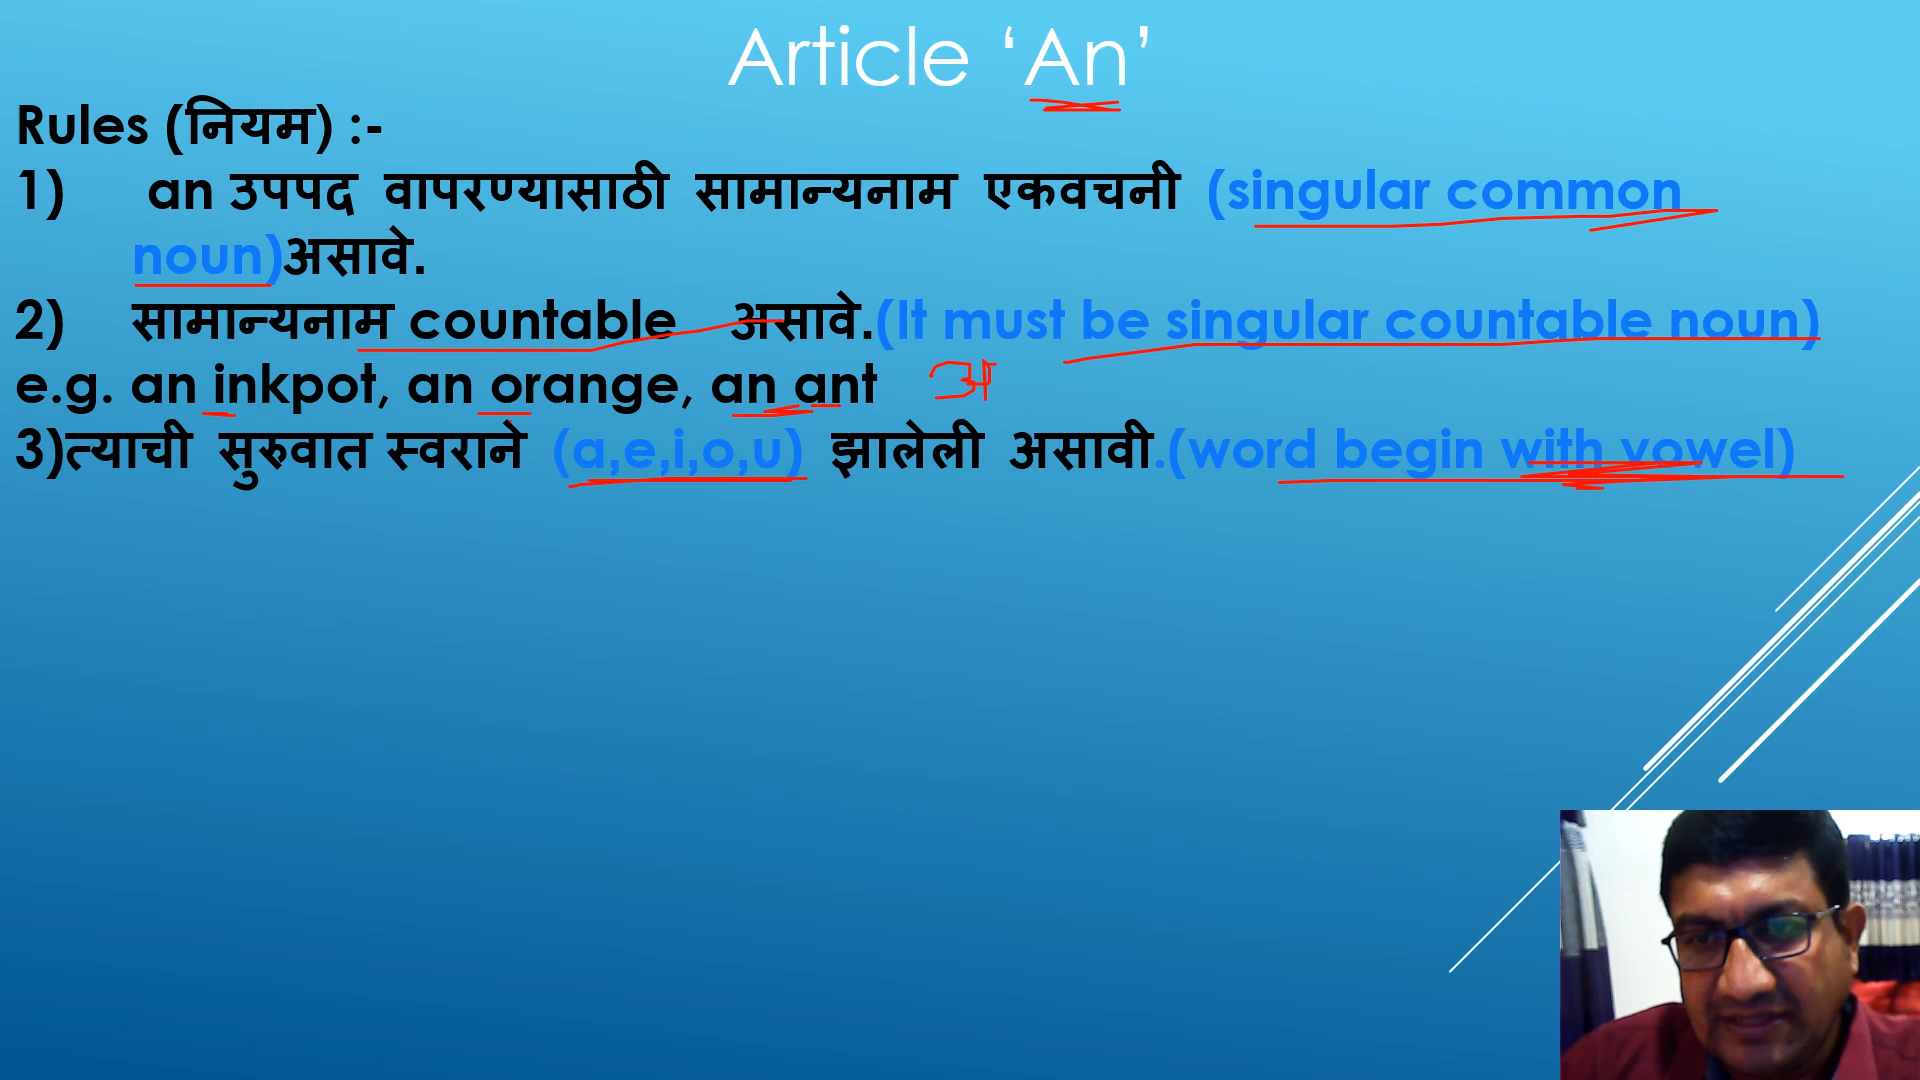 Article ‘An’
Rules (नियम) :-
1) an उपपद वापरण्यासाठी सामान्यनाम एकवचनी (singular common
noun)असावे.
2) सामान्यनाम countable असावे.(It must be singular countable noun)
e.g. an inkpot, an orange, an ant अ
3)त्याची सुरुवात स्वराने (a,e,i,o,u) झालेली असावी.(word begin with vowel)